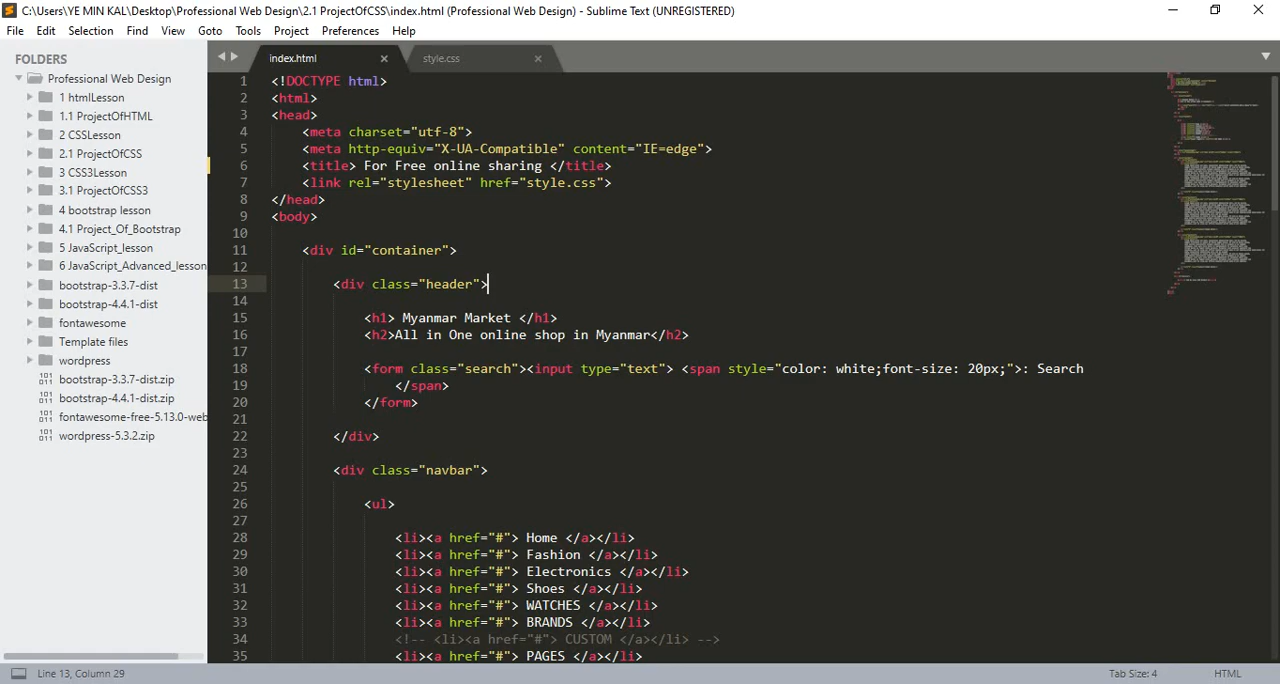 C:\Users\YE MIN KAL\Desktop\Professional Web Design\2.1 ProjectOfCSS\index.html (Professional Web Design) - Sublime Text (UNREGISTERED)
File Edit Selection Find View Goto Tools Project Preferences Help
FOLDERS
Professional Web Design
1 htmlLesson
1.1 ProjectOfHTML
2 CSSLesson
2.1 ProjectOfCSS
3 CSS3Lesson
3.1 ProjectOfCSS3
4 bootstrap lesson
4.1 Project_Of_Bootstrap
5 JavaScript_lesson
6 JavaScript_Advanced_lesson
bootstrap-3.3.7-dist
bootstrap-4.4.1-dist
fontawesome
Template files
wordpress
bootstrap-3.3.7-dist.zip
bootstrap-4.4.1-dist.zip
fontawesome-free-5.13.0-web
wordpress-5.3.2.zip
index.html style.css
1 <!DOCTYPE html>
2 <html>
3 <head>
4 <meta charset="utf-8">
5 <meta http-equiv="X-UA-Compatible" content="IE=edge">
6 <title> For Free online sharing </title>
7 <link rel="stylesheet" href="style.css">
8 </head>
9 <body>
10
11 <div id="container">
12
13 <div class="header">
14
15 <h1> Myanmar Market </h1>
16 <h2>All in One online shop in Myanmar</h2>
17
18 <form class="search"><input type="text"> <span style="color: white;font-size: 20px;">: Search
19 </span>
20 </form>
21
22 </div>
23
24 <div class="navbar">
25
26 <ul>
27
28 <li><a href="#"> Home </a></li>
29 <li><a href="#"> Fashion </a></li>
30 <li><a href="#"> Electronics </a></li>
31 <li><a href="#"> Shoes </a></li>
32 <li><a href="#"> WATCHES </a></li>
33 <li><a href="#"> BRANDS </a></li>
34 <!-- <li><a href="#"> CUSTOM </a></li> -->
35 <li><a href="#"> PAGES </a></li>
Line 13, Column 29
Tab Size: 4
HTML